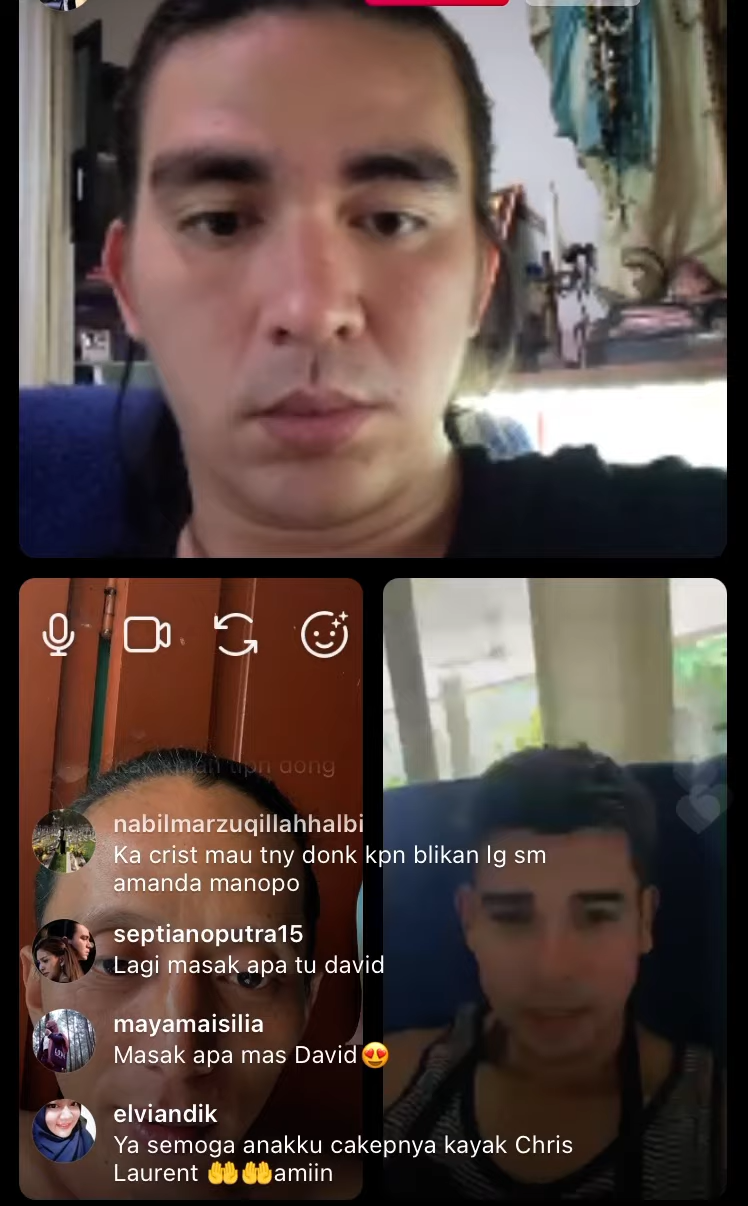 nabilmarzuqillahhalbi
Ka crist mau tny donk kpn blikan lg sm
amanda manopo
septianoputra15
Lagi masak apa tu david
mayamaisilia
Masak apa mas David😍
elviandik
Ya semoga anakku cakepnya kayak Chris
Laurent 🤲🤲amiin